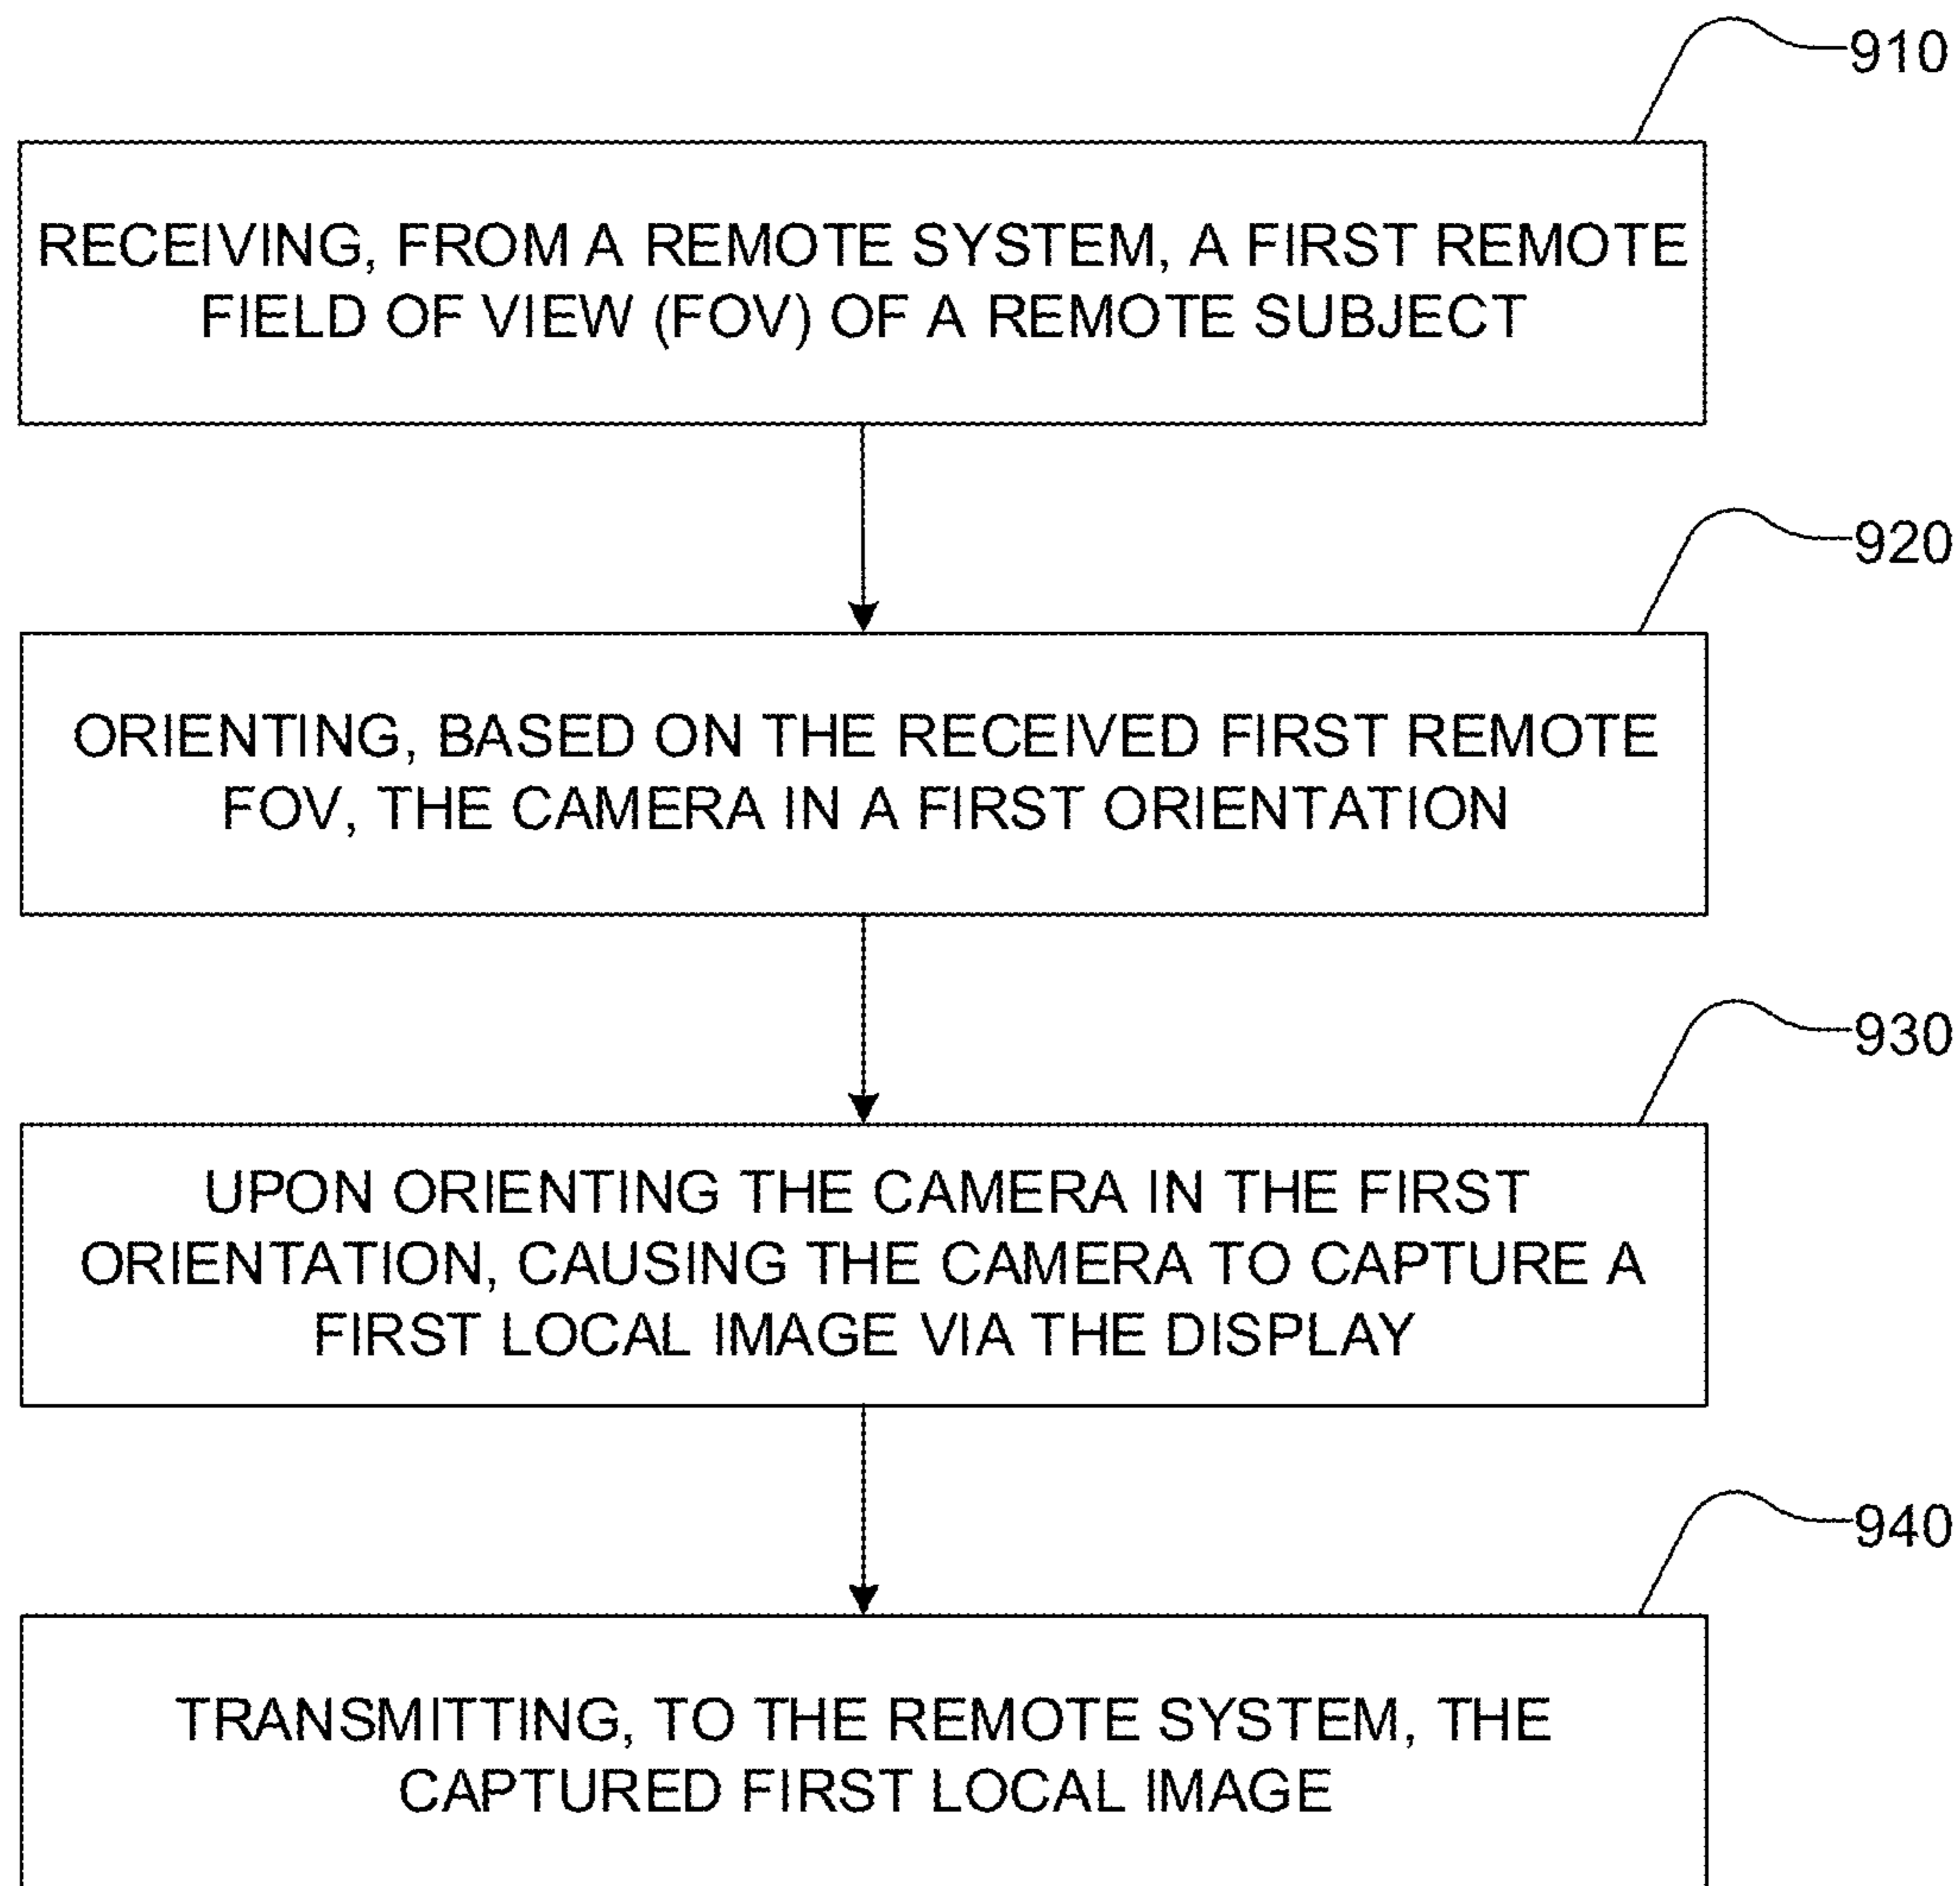 910
RECEIVING, FROM A REMOTE SYSTEM, A FIRST REMOTE
FIELD OF VIEW (FOV) OF A REMOTE SUBJECT
920
ORIENTING, BASED ON THE RECEIVED FIRST REMOTE
FOV, THE CAMERA IN A FIRST ORIENTATION
930
UPON ORIENTING THE CAMERA IN THE FIRST
ORIENTATION, CAUSING THE CAMERA TO CAPTURE A
FIRST LOCAL IMAGE VIA THE DISPLAY
940
TRANSMITTING, TO THE REMOTE SYSTEM, THE
CAPTURED FIRST LOCAL IMAGE